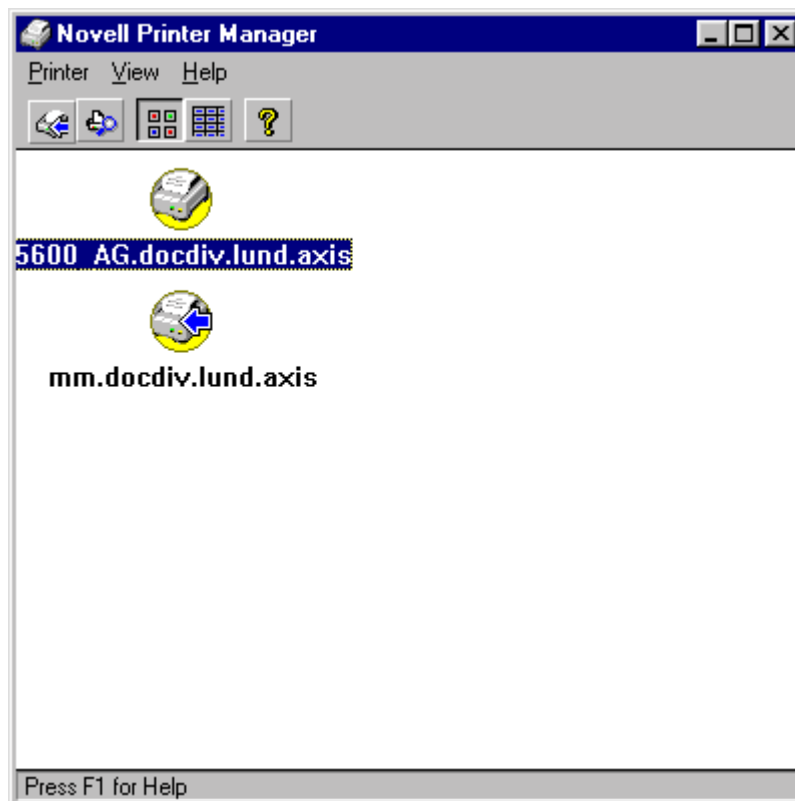 Novell Printer Manager
Printer View Help
5600_AG.docdiv.lund.axis
mm.docdiv.lund.axis
Press F1 for Help